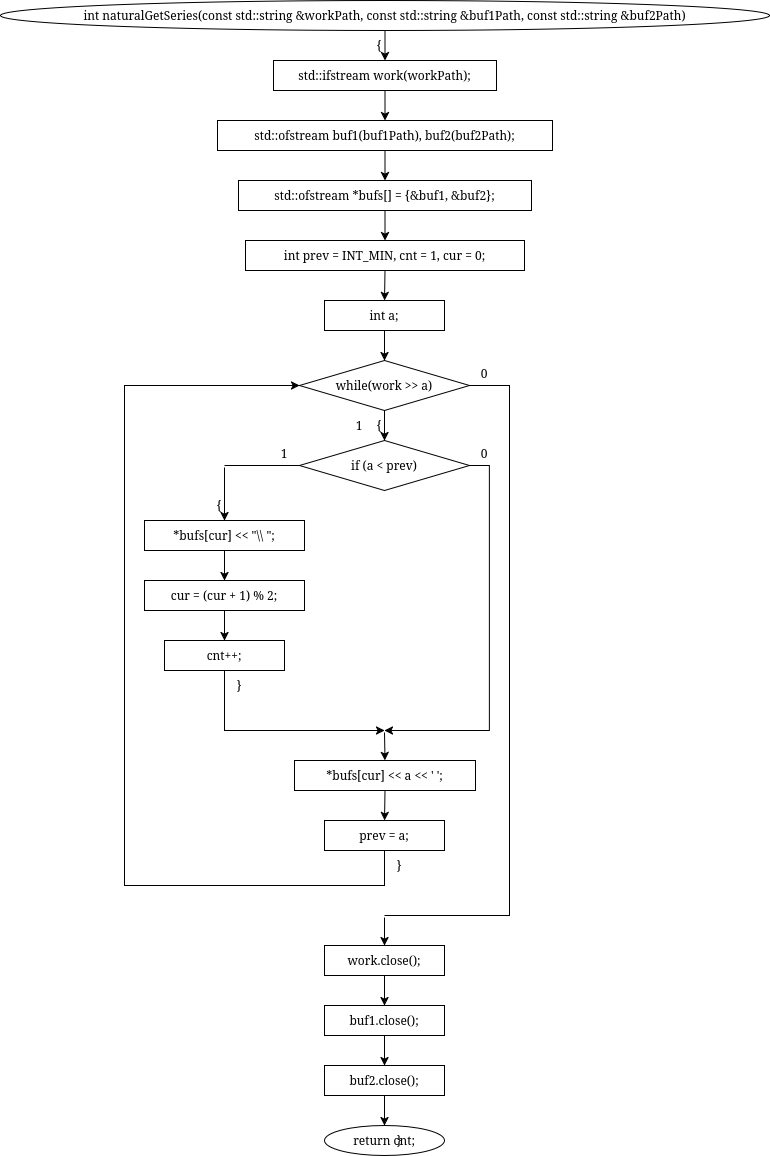 int naturalGetSeries(const std::string &workPath, const std::string &buf1Path, const std::string &buf2Path)
{
std::ifstream work(workPath);
std::ofstream buf1(buf1Path), buf2(buf2Path);
std::ofstream *bufs[] = {&buf1, &buf2};
int prev = INT_MIN, cnt = 1, cur = 0;
int a;
while(work >> a)
0
1 {
if (a < prev)
1
0
{
*bufs[cur] << "\\ ";
cur = (cur + 1) % 2;
cnt++;
}
*bufs[cur] << a << ' ';
prev = a;
}
work.close();
buf1.close();
buf2.close();
return cnt;
}